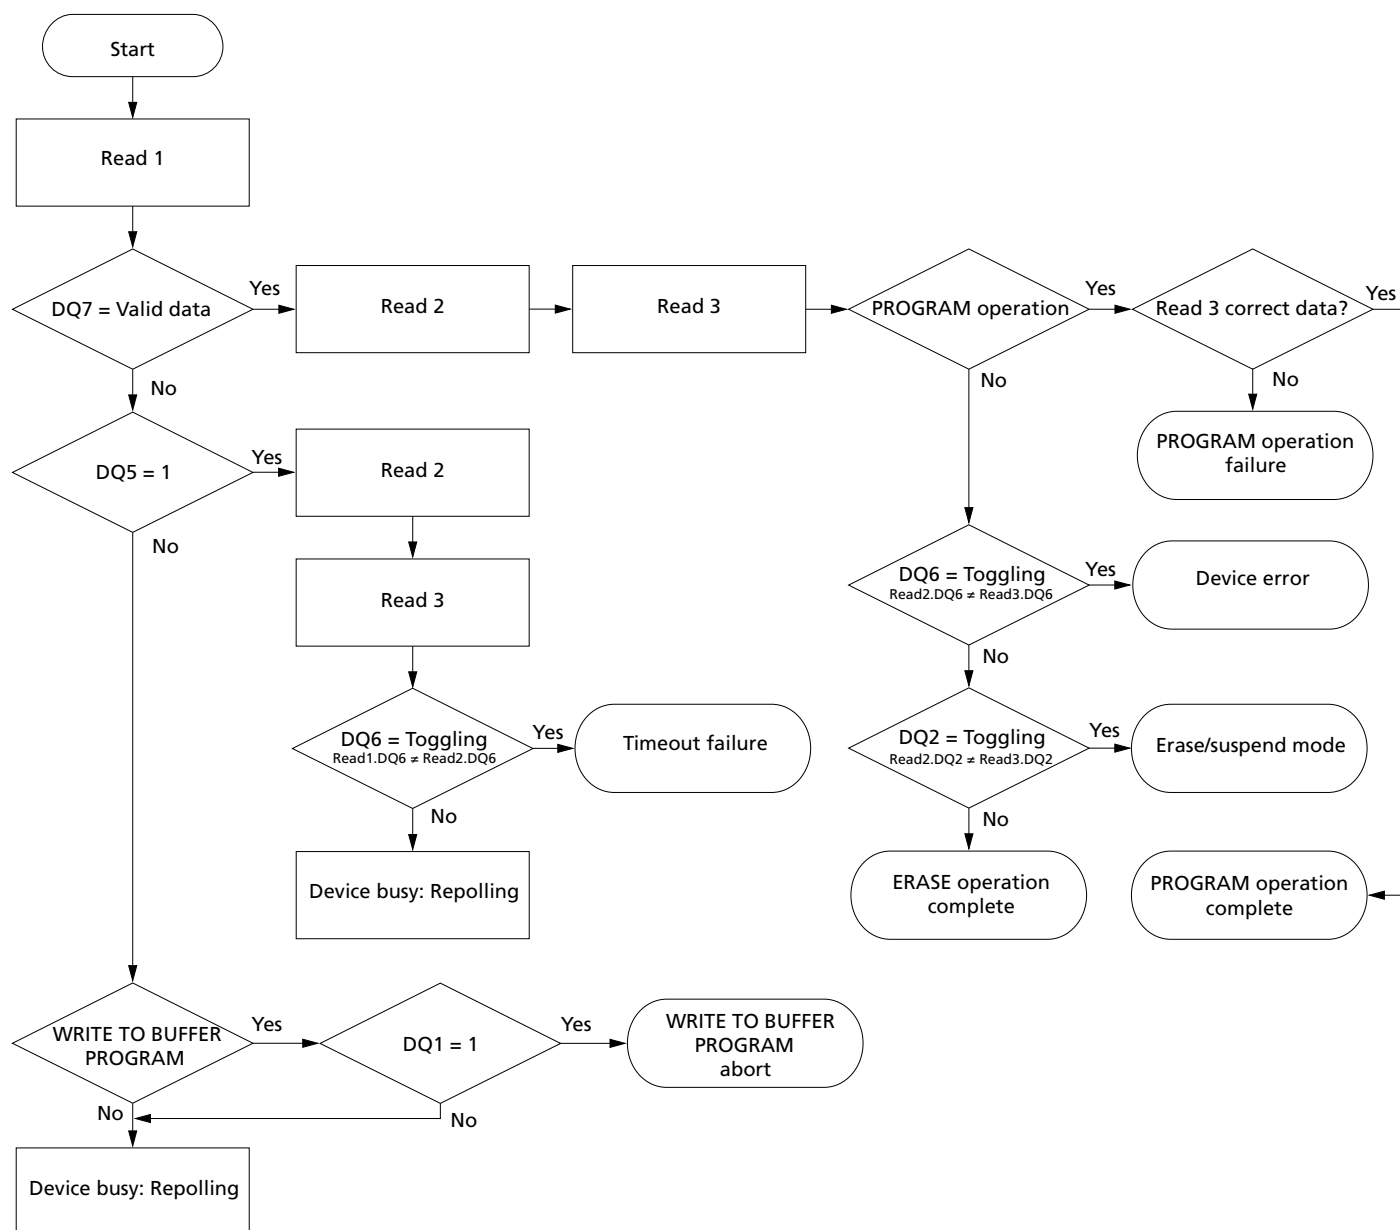 Start
Read 1
DQ7 = Valid data
Yes
Read 2
Read 3
PROGRAM operation
Yes
Read 3 correct data?
Yes
No
No
No
PROGRAM operation
failure
DQ5 = 1
Yes
Read 2
No
Read 3
DQ6 = Toggling
Read2.DQ6 ≠ Read3.DQ6
Yes
Device error
No
DQ6 = Toggling
Read1.DQ6 ≠ Read2.DQ6
Yes
Timeout failure
DQ2 = Toggling
Read2.DQ2 ≠ Read3.DQ2
Yes
Erase/suspend mode
No
No
Device busy: Repolling
ERASE operation
complete
PROGRAM operation
complete
WRITE TO BUFFER
PROGRAM
Yes
DQ1 = 1
Yes
WRITE TO BUFFER
PROGRAM
abort
No
No
Device busy: Repolling